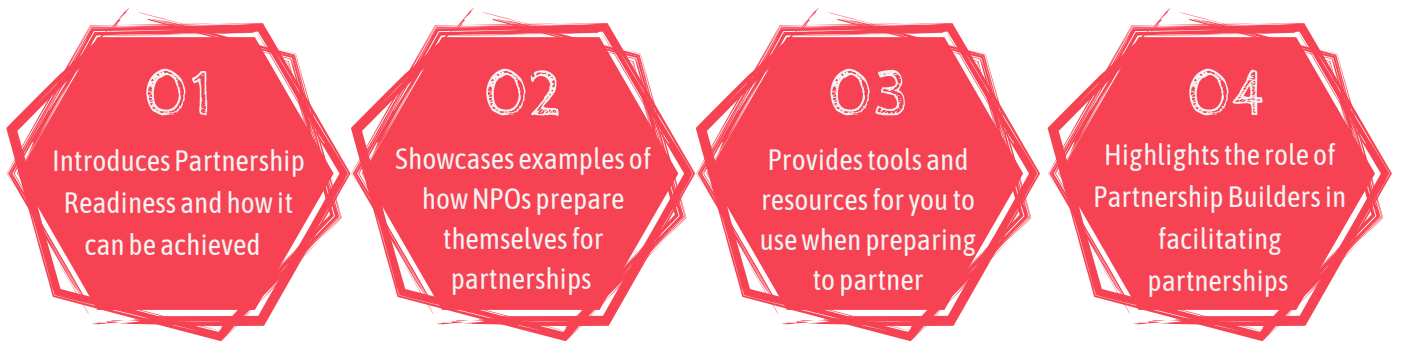 01
Introduces Partnership
Readiness and how it
can be achieved
02
Showcases examples of
how NPOs prepare
themselves for
partnerships
03
Provides tools and
resources for you to
use when preparing
to partner
04
Highlights the role of
Partnership Builders in
facilitating
partnerships